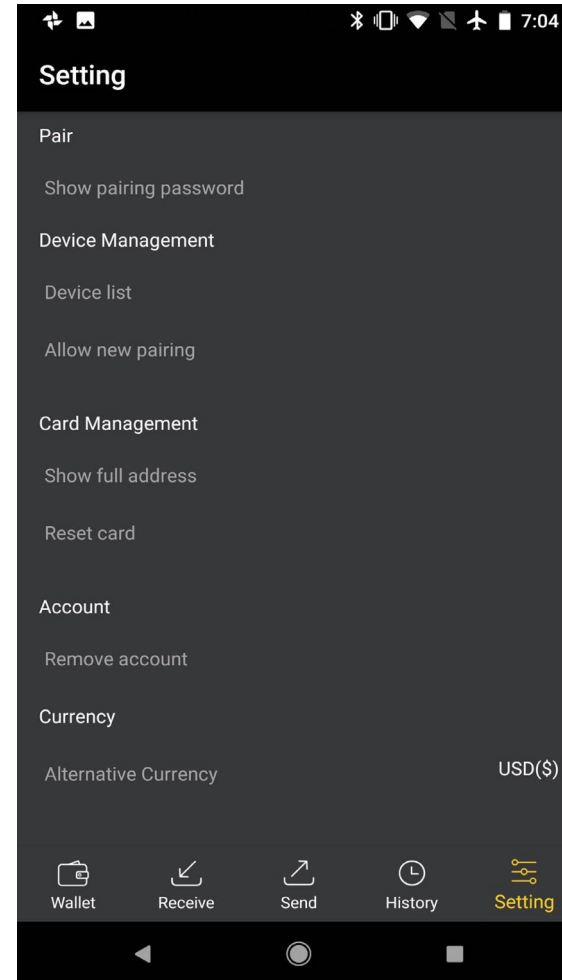 7:04
Setting
Pair
Show pairing password
Device Management
Device list
Allow new pairing
Card Management
Show full address
Reset card
Account
Remove account
Currency
Alternative Currency USD($)
Wallet Receive Send History Setting